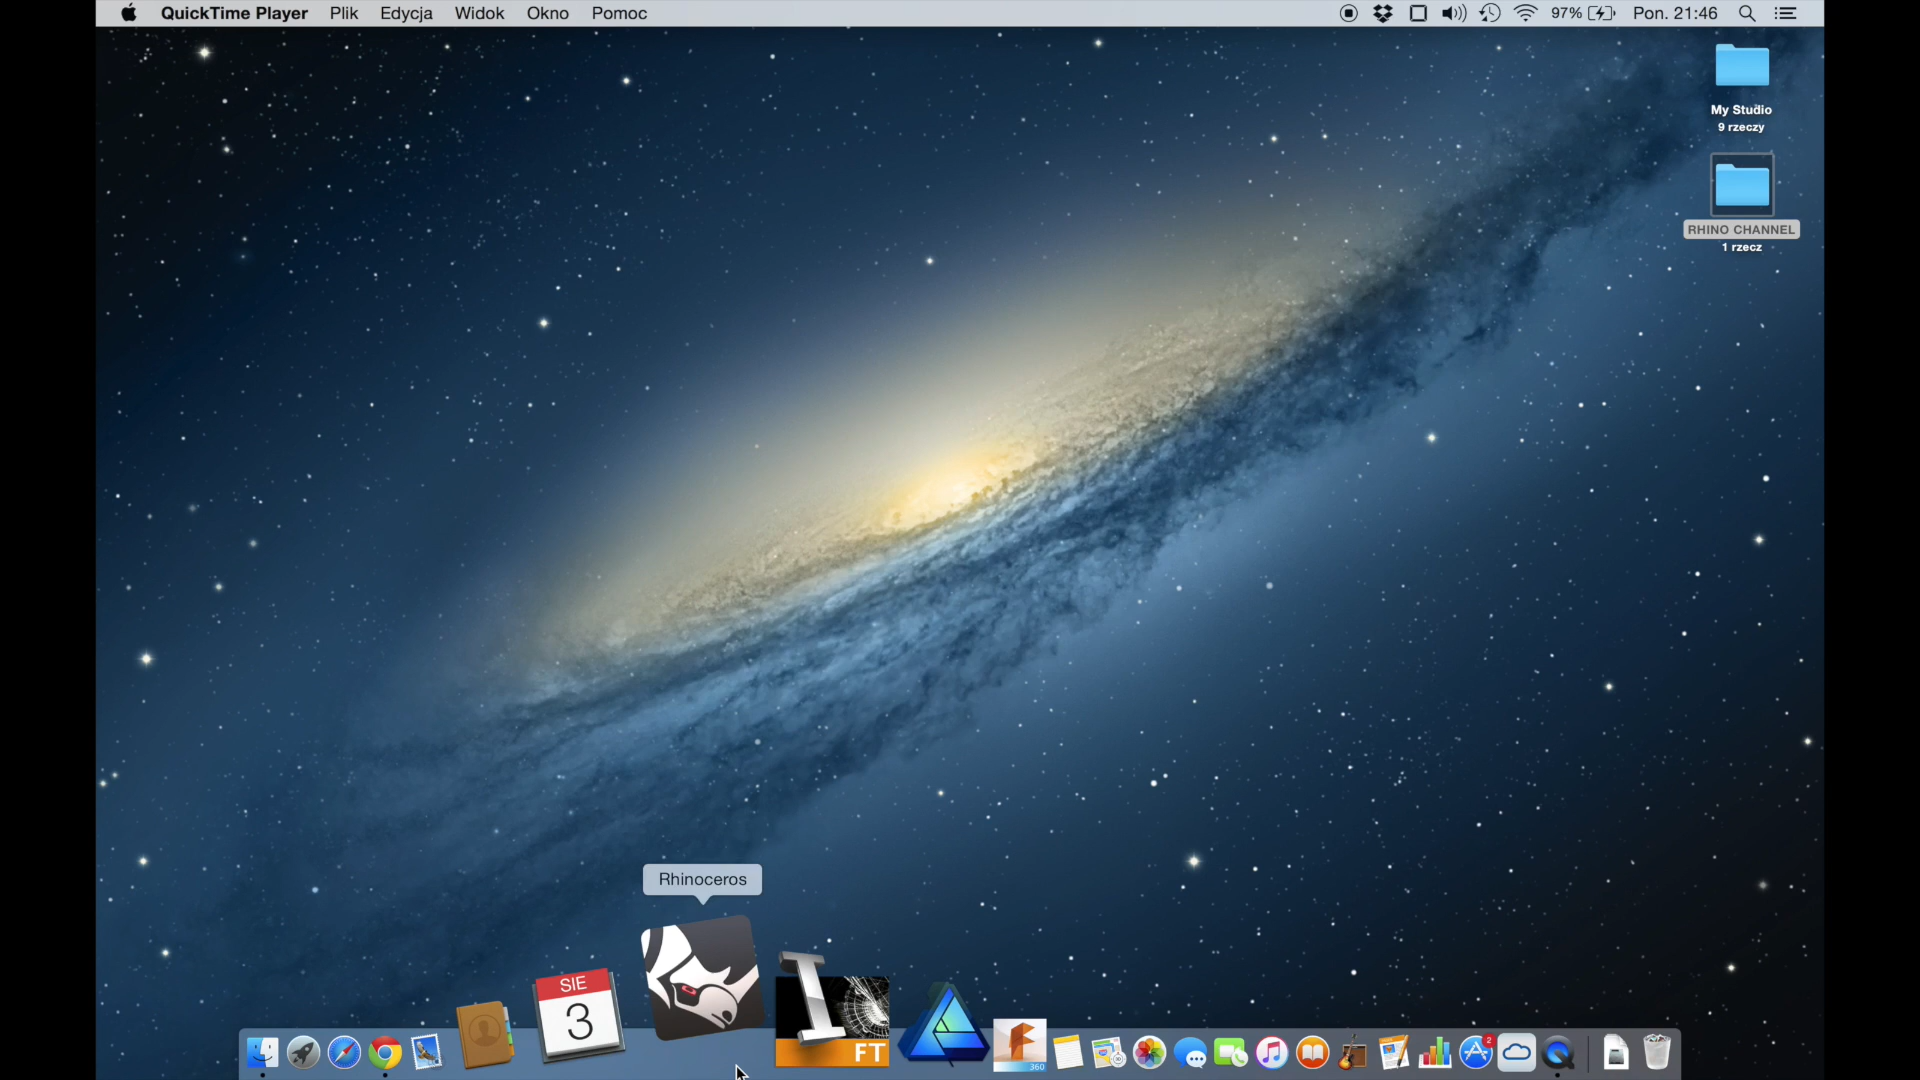 QuickTime Player Plik Edycja Widok Okno Pomoc 97% Pon. 21:46
My Studio
9 rzeczy
RHINO CHANNEL
1 rzecz
Rhinoceros
SIE
3
I
FT
360
2